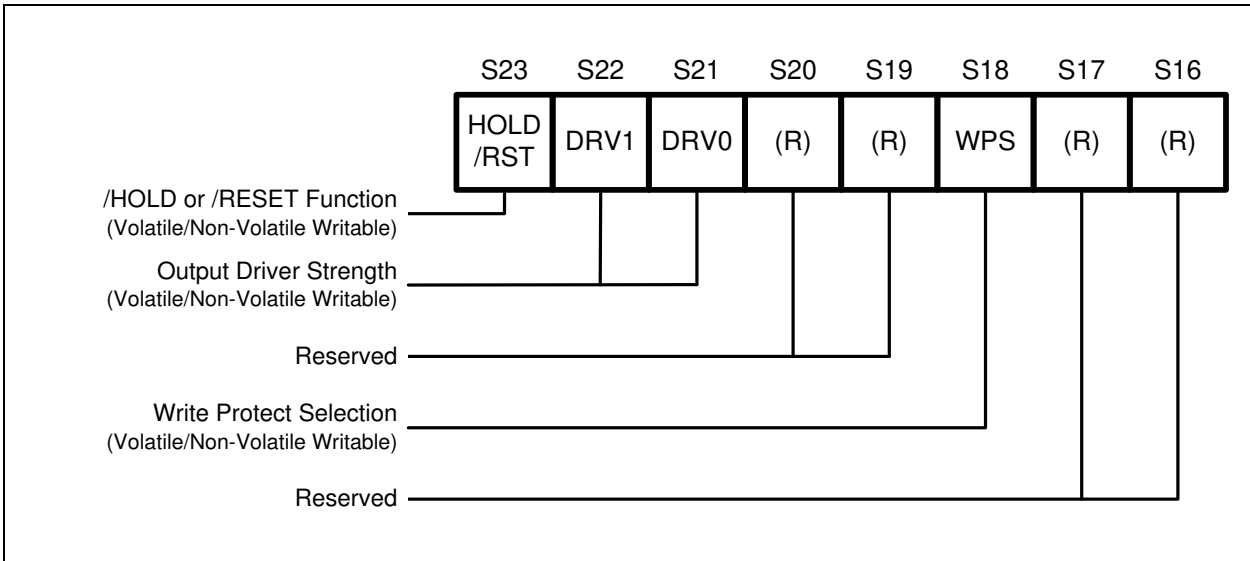 S23 S22 S21 S20 S19 S18 S17 S16
HOLD
/RST DRV1 DRV0 (R) (R) WPS (R) (R)
/HOLD or /RESET Function
(Volatile/Non-Volatile Writable)
Output Driver Strength
(Volatile/Non-Volatile Writable)
Reserved
Write Protect Selection
(Volatile/Non-Volatile Writable)
Reserved